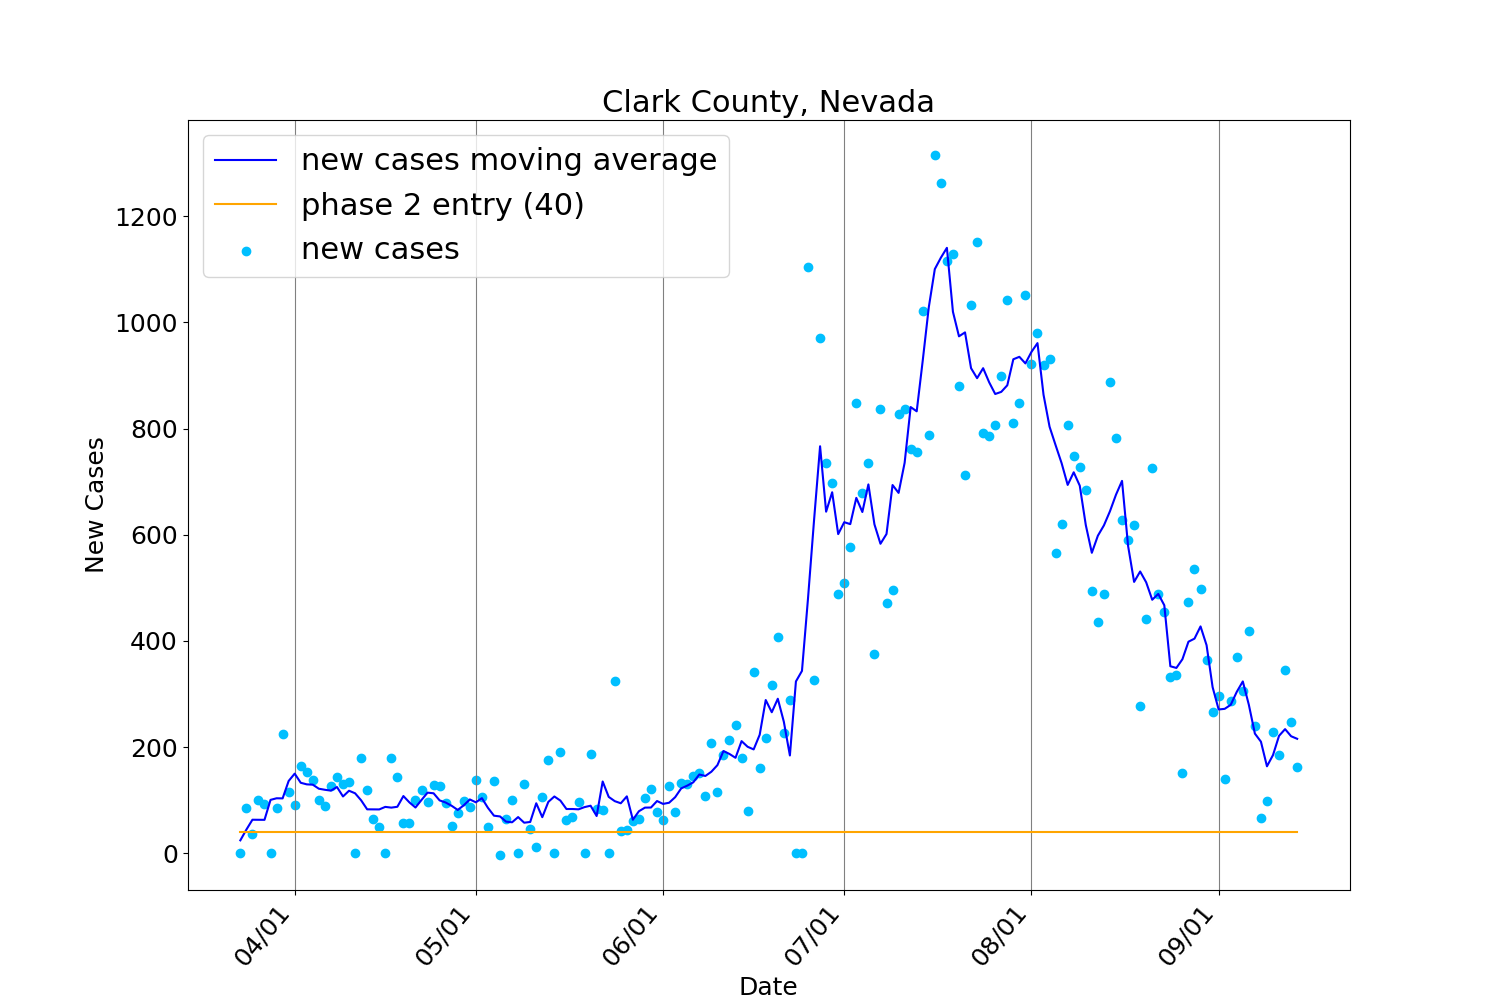 Clark County, Nevada
new cases moving average
phase 2 entry (40)
new cases
New Cases
1200
1000
800
600
400
200
0
04/01 05/01 06/01 07/01 08/01 09/01
Date